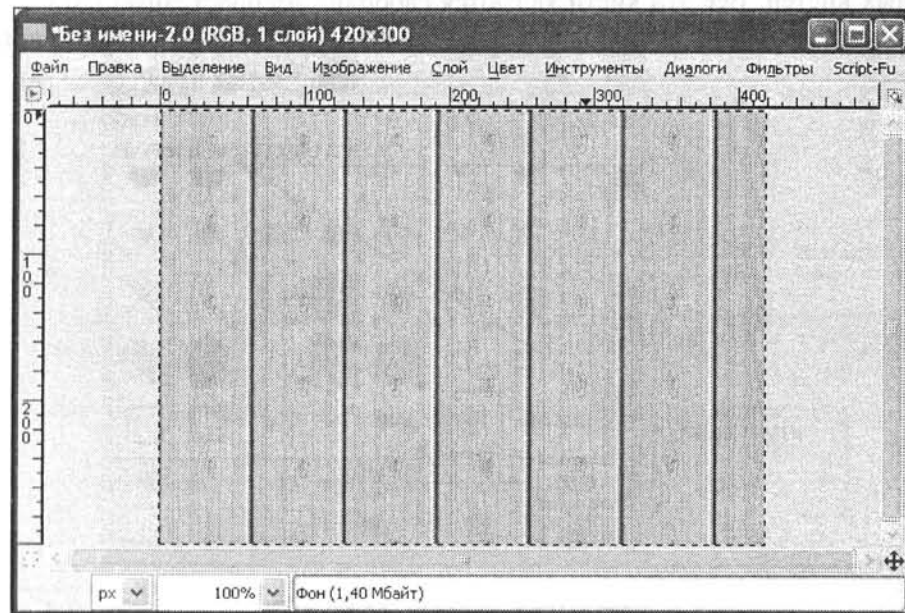 *Без имени-2.0 (RGB, 1 слой) 420x300
Файл Правка Выделение Вид Изображение Слой Цвет Инструменты Диалоги Фильтры Script-Fu
0 100 200 300 400
0
100
200
px 100% Фон (1,40 Мбайт)